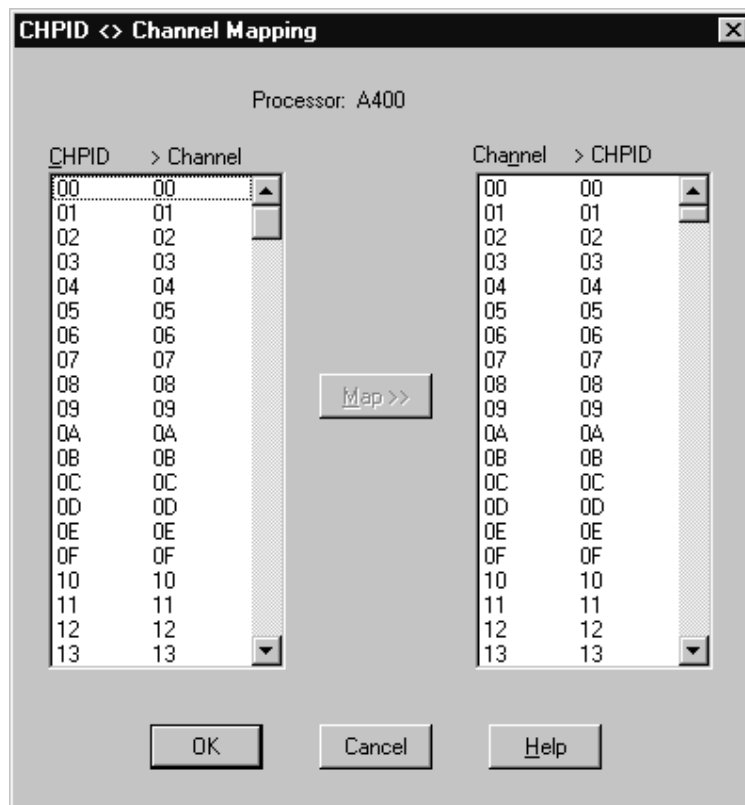 CHPID <> Channel Mapping
Processor: A400
CHPID > Channel
00 00
01 01
02 02
03 03
04 04
05 05
06 06
07 07
08 08
09 09
0A 0A
0B 0B
0C 0C
0D 0D
0E 0E
0F 0F
10 10
11 11
12 12
13 13
Map >>
Channel > CHPID
00 00
01 01
02 02
03 03
04 04
05 05
06 06
07 07
08 08
09 09
0A 0A
0B 0B
0C 0C
0D 0D
0E 0E
0F 0F
10 10
11 11
12 12
13 13
OK
Cancel
Help